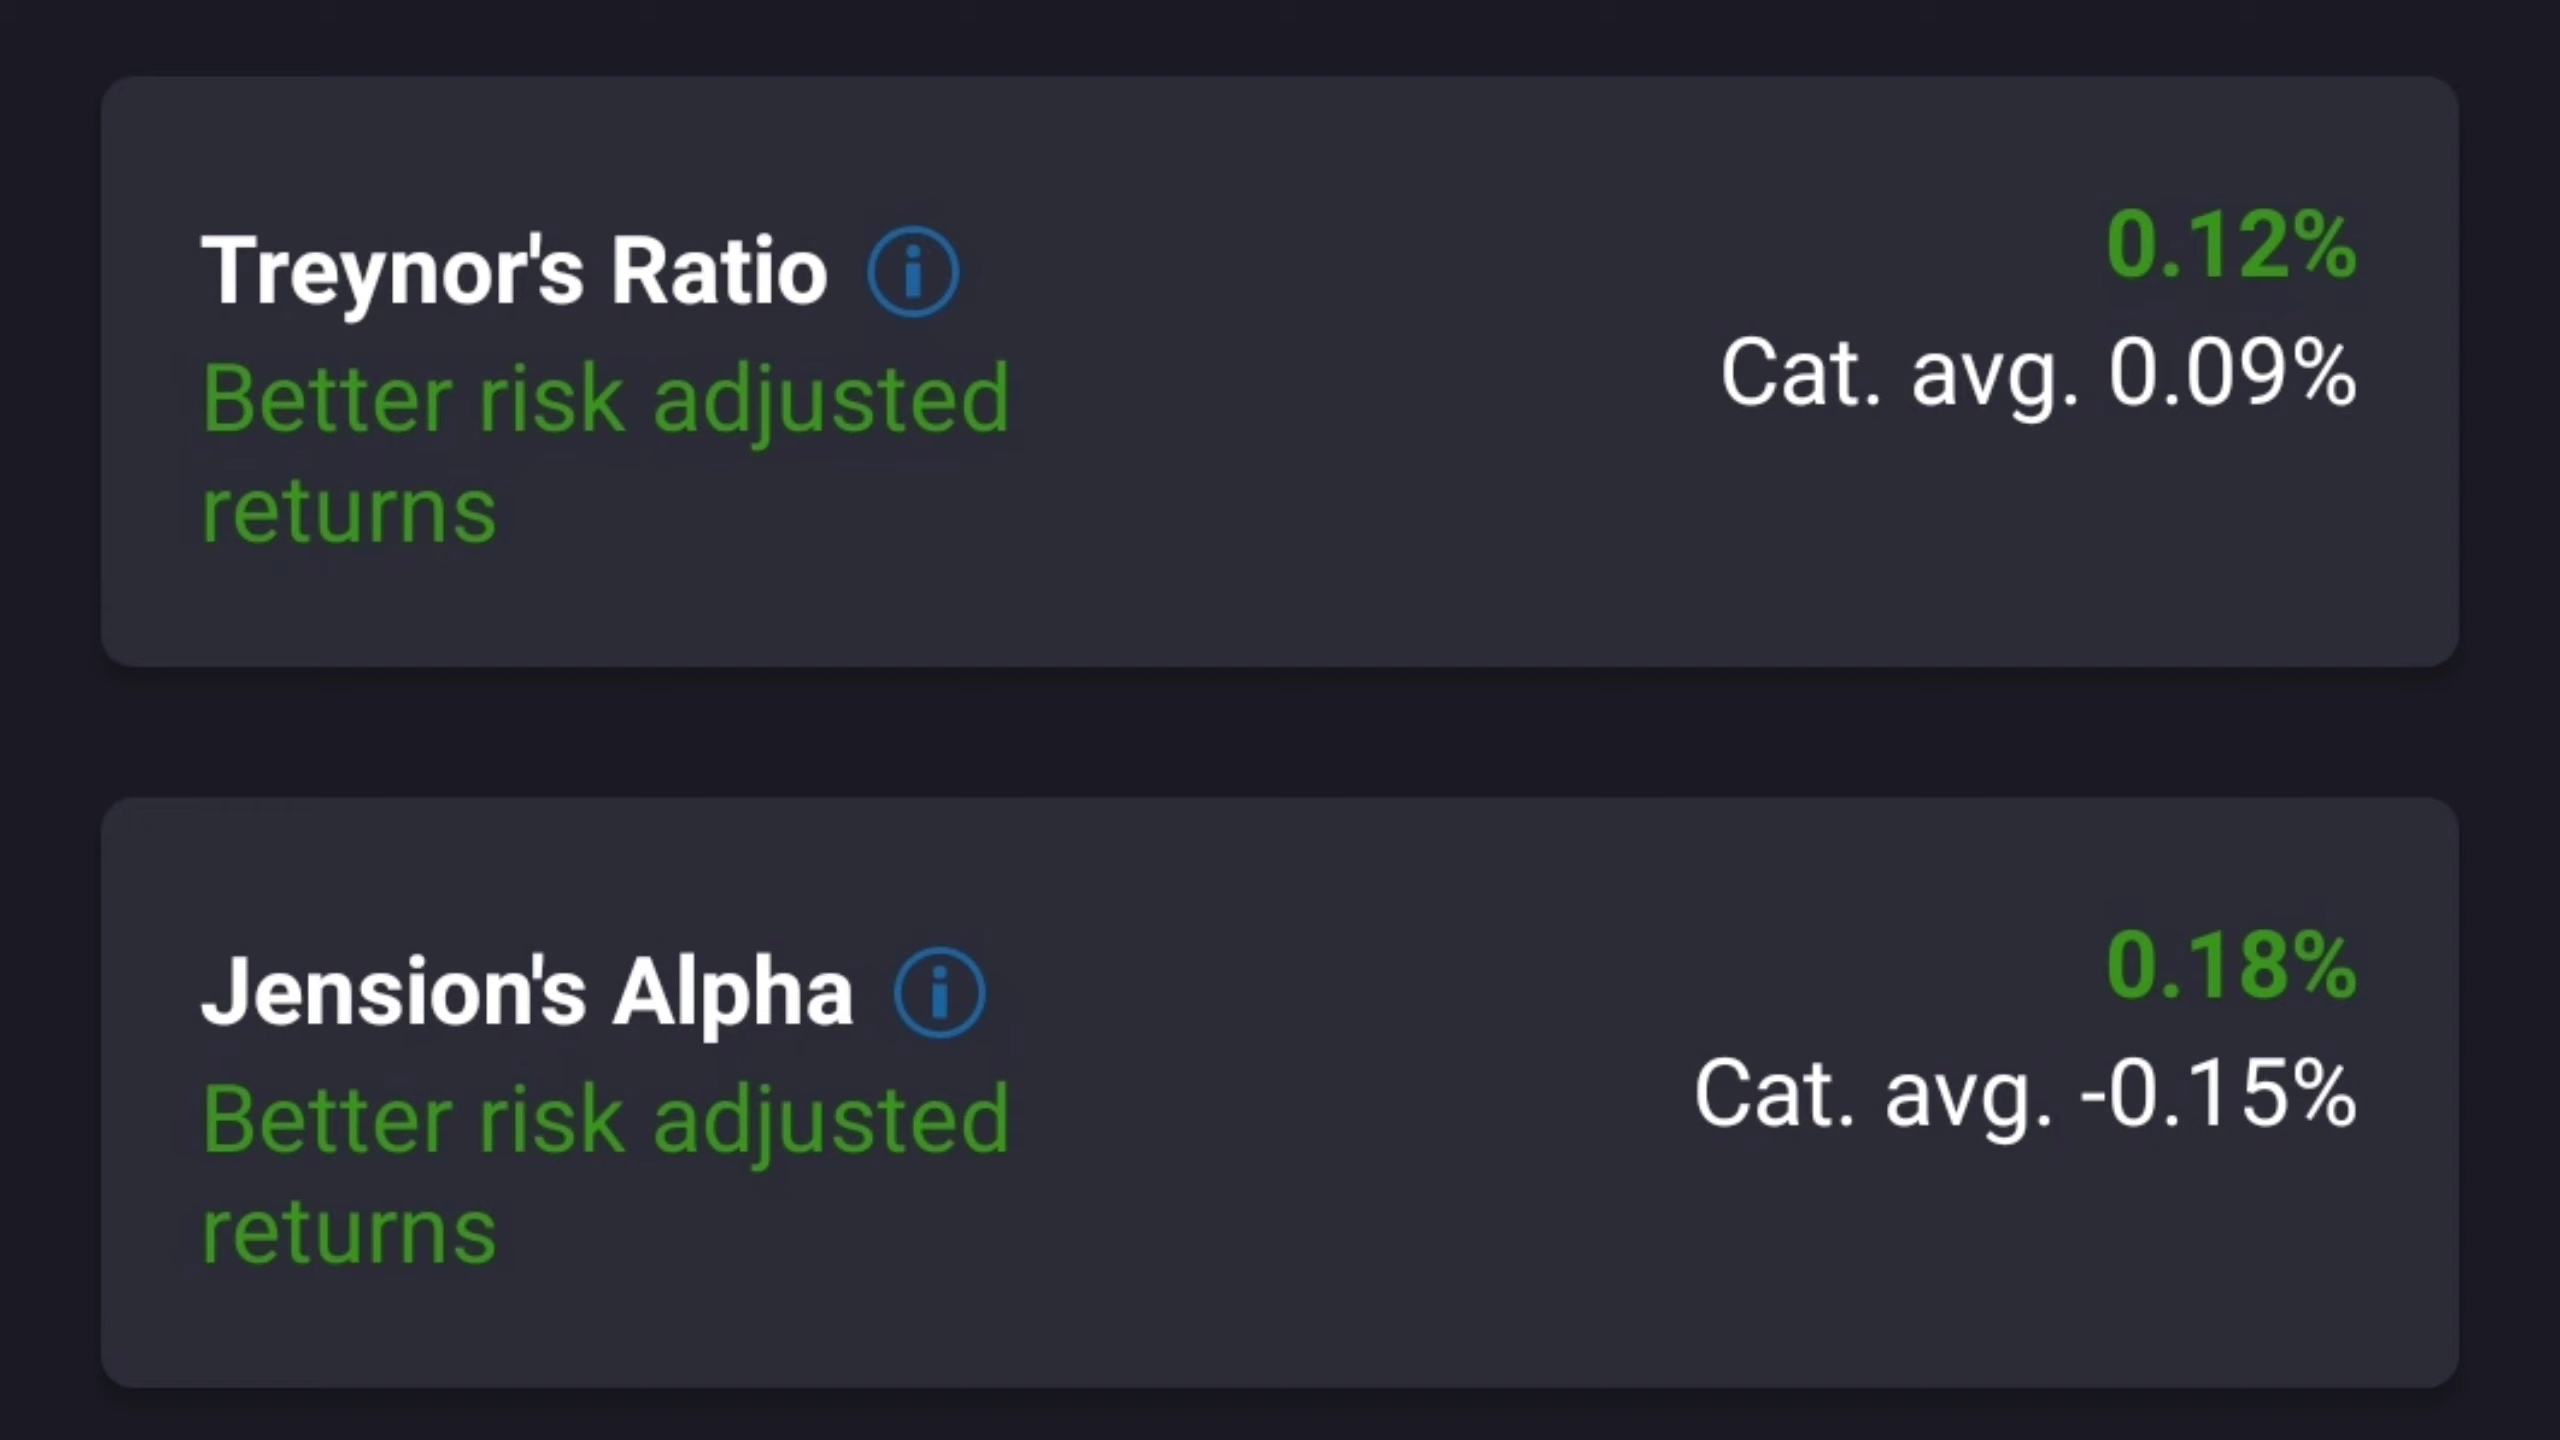 Treynor's Ratio
0.12%
Cat. avg. 0.09%
Better risk adjusted
returns
Jension's Alpha
0.18%
Cat. avg. -0.15%
Better risk adjusted
returns